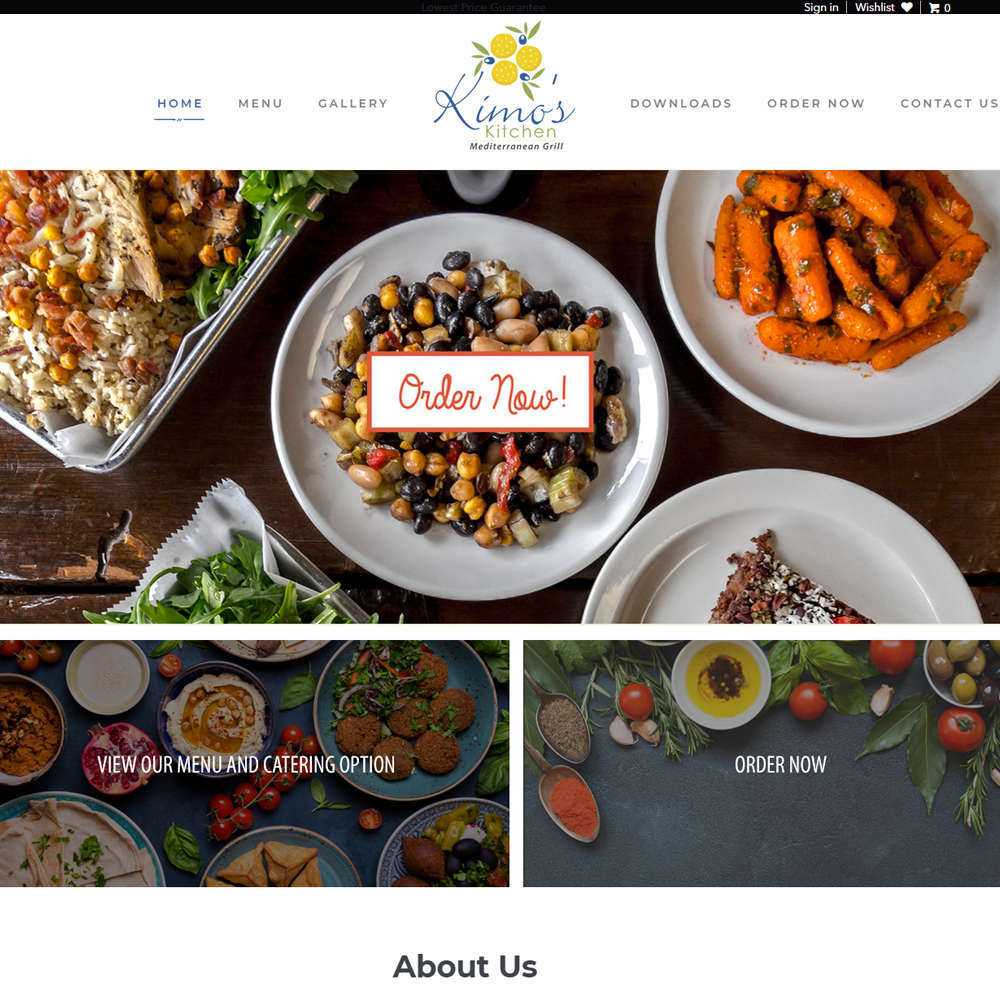 Lowest Price Guarantee
Sign in
Wishlist
0
HOME
MENU
GALLERY
Kimo's
Kitchen
Mediterranean Grill
DOWNLOADS
ORDER NOW
CONTACT US
Order Now!
VIEW OUR MENU AND CATERING OPTION
ORDER NOW
About Us